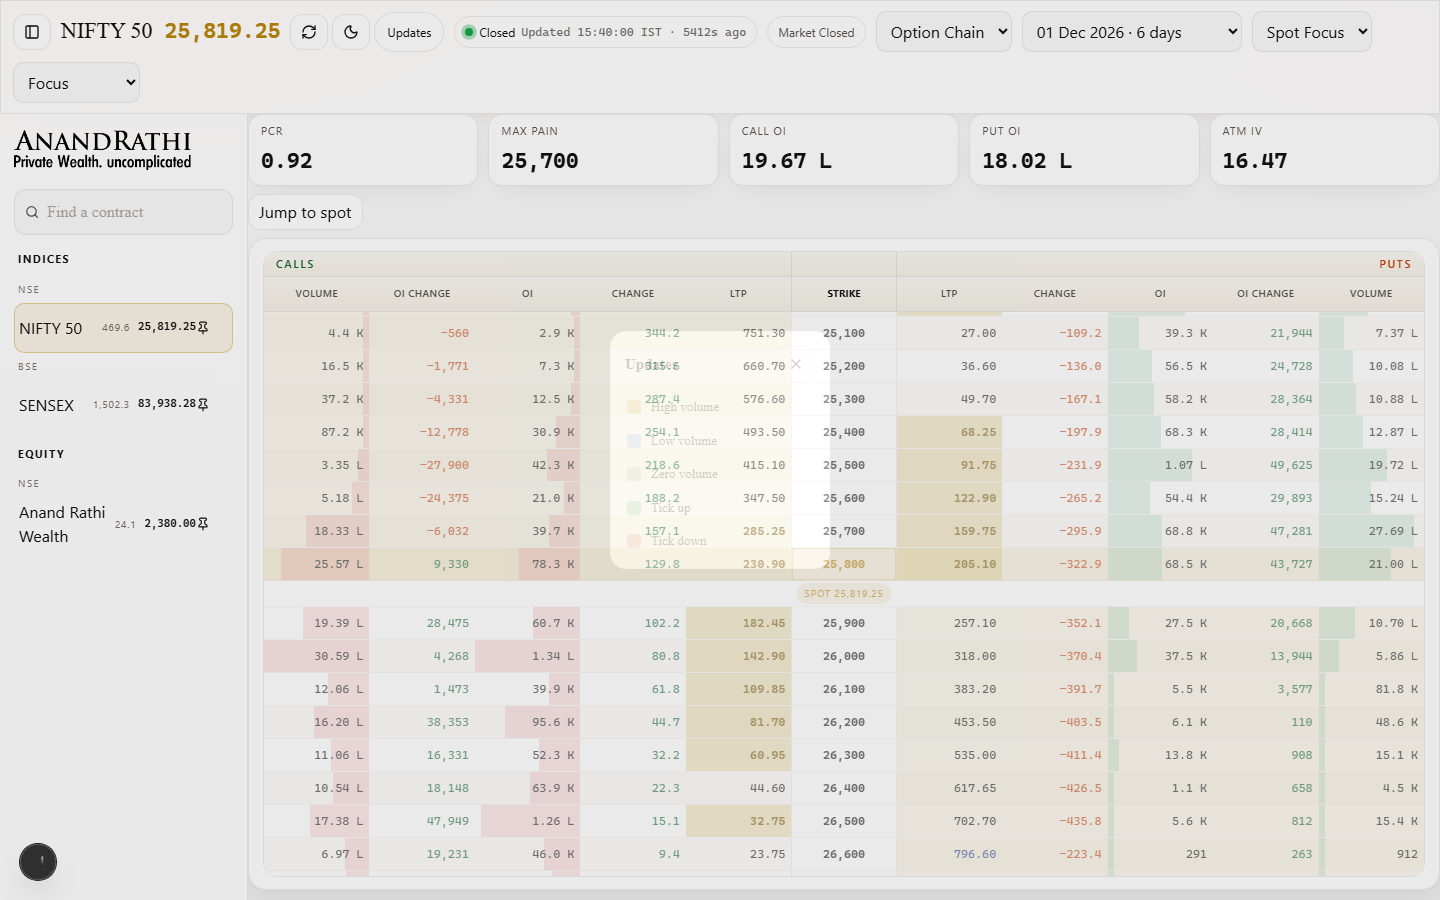 NIFTY 50 25,819.25 Updates Closed Updated 15:40:00 IST · 5412s ago Market Closed Option Chain 01 Dec 2026 · 6 days Spot Focus
Focus
ANANDRATHI
Private Wealth. uncomplicated
Find a contract
INDICES
NSE
NIFTY 50 469.6 25,819.25
BSE
SENSEX 1,502.3 83,938.28
EQUITY
NSE
Anand Rathi Wealth 24.1 2,380.00
PCR
0.92
MAX PAIN
25,700
CALL OI
19.67 L
PUT OI
18.02 L
ATM IV
16.47
Jump to spot
CALLS PUTS
VOLUME OI CHANGE OI CHANGE LTP STRIKE LTP CHANGE OI OI CHANGE VOLUME
4.4 K −560 2.9 K 344.2 751.30 25,100 27.00 −109.2 39.3 K 21,944 7.37 L
16.5 K −1,771 7.3 K 315.6 660.70 25,200 36.60 −136.0 56.5 K 24,728 10.08 L
37.2 K −4,331 12.5 K 287.4 576.60 25,300 49.70 −167.1 58.2 K 28,364 10.88 L
87.2 K −12,778 30.9 K 254.1 493.50 25,400 68.25 −197.9 68.3 K 28,414 12.87 L
3.35 L −27,900 42.3 K 218.6 415.10 25,500 91.75 −231.9 1.07 L 49,625 19.72 L
5.18 L −24,375 21.0 K 188.2 347.50 25,600 122.90 −265.2 54.4 K 29,893 15.24 L
18.33 L −6,032 39.7 K 157.1 285.25 25,700 159.75 −295.9 68.8 K 47,281 27.69 L
25.57 L 9,330 78.3 K 129.8 230.90 25,800 205.10 −322.9 68.5 K 43,727 21.00 L
SPOT 25,819.25
19.39 L 28,475 60.7 K 102.2 182.45 25,900 257.10 −352.1 27.5 K 20,668 10.70 L
30.59 L 4,268 1.34 L 80.8 142.90 26,000 318.00 −370.4 37.5 K 13,944 5.86 L
12.06 L 1,473 39.9 K 61.8 109.85 26,100 383.20 −391.7 5.5 K 3,577 81.8 K
16.20 L 38,353 95.6 K 44.7 81.70 26,200 453.50 −403.5 6.1 K 110 48.6 K
11.06 L 16,331 52.3 K 32.2 60.95 26,300 535.00 −411.4 13.8 K 908 15.1 K
10.54 L 18,148 63.9 K 22.3 44.60 26,400 617.65 −426.5 1.1 K 658 4.5 K
17.38 L 47,949 1.26 L 15.1 32.75 26,500 702.70 −435.8 5.6 K 812 15.4 K
6.97 L 19,231 46.0 K 9.4 23.75 26,600 796.60 −223.4 291 263 912
Updates
High volume
Low volume
Zero volume
Tick up
Tick down